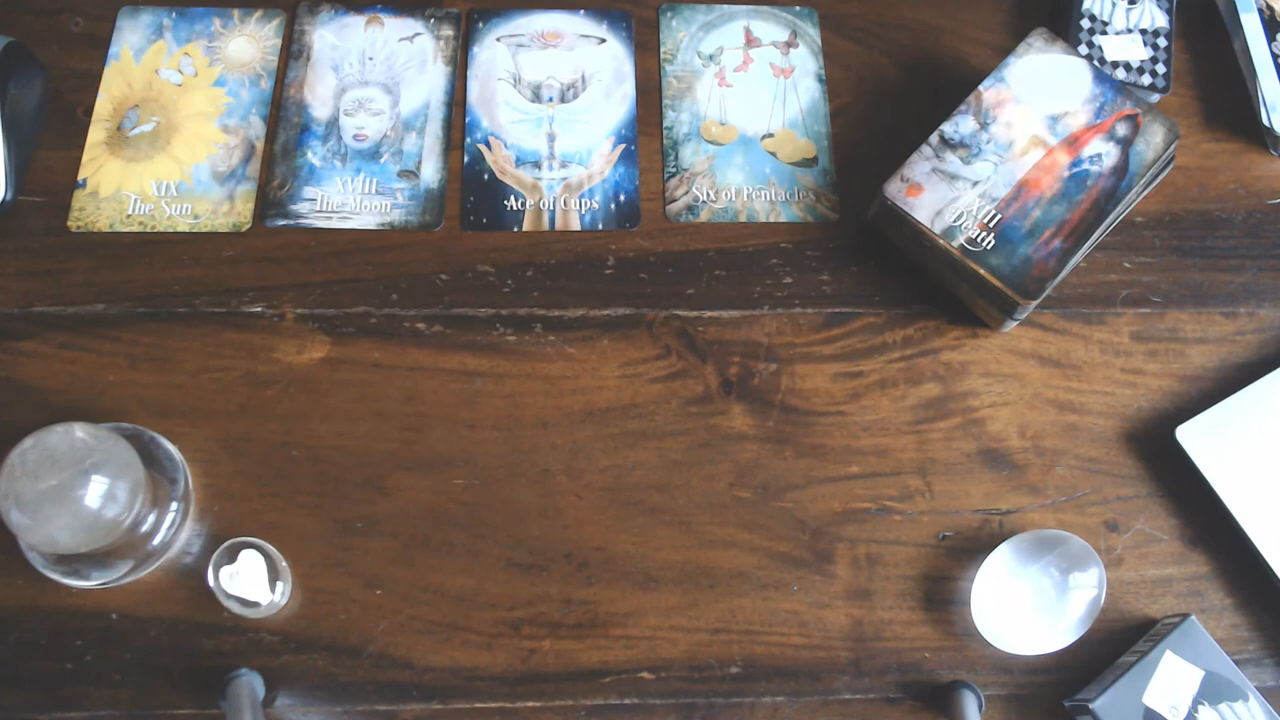 XIX
The Sun
XVIII
The Moon
Ace of Cups
Six of Pentacles
XIII
Death